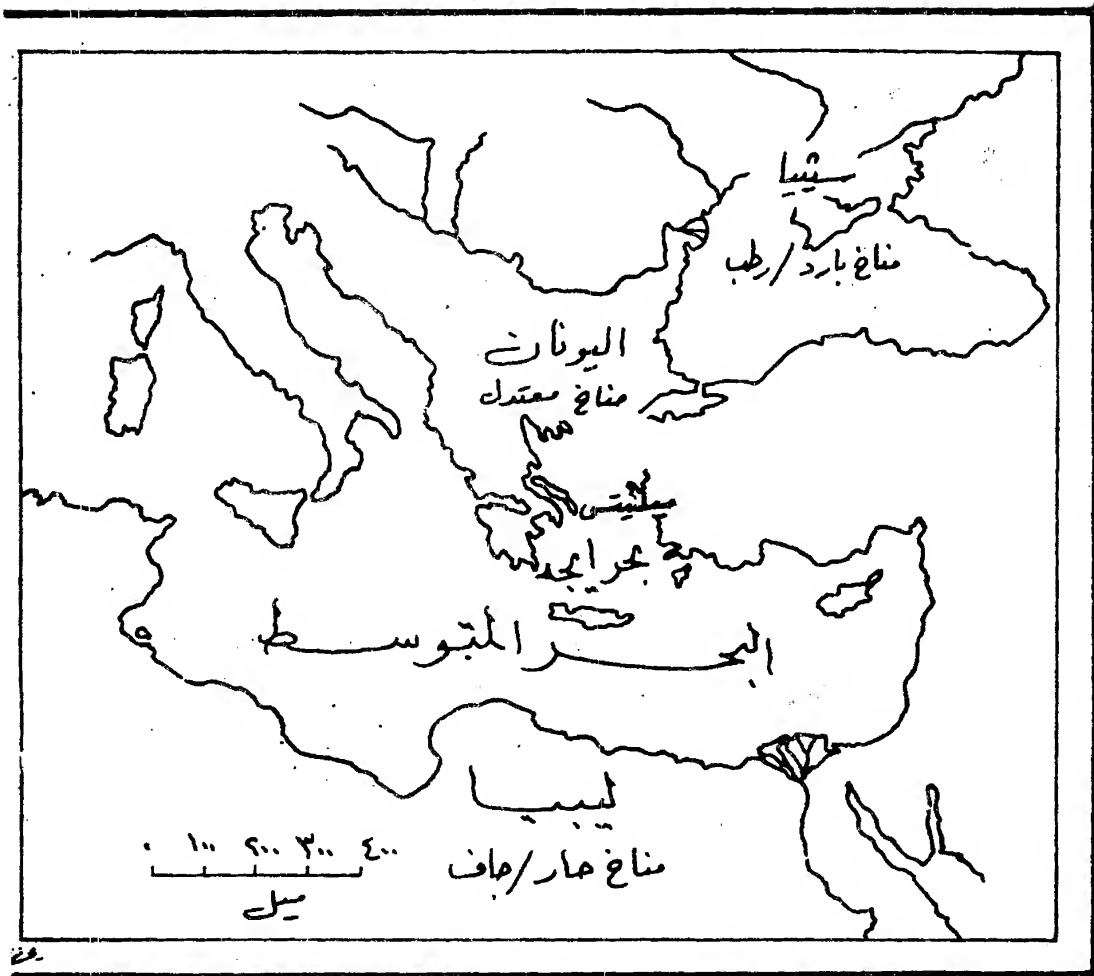 سيثيا
مناخ بارد/رطب
اليونان
مناخ معتدل
بحر ايجه
البحر المتوسط
ليبيا
مناخ حار/جاف
٠ ١٠٠ ٢٠٠ ٣٠٠ ٤٠٠
ميل